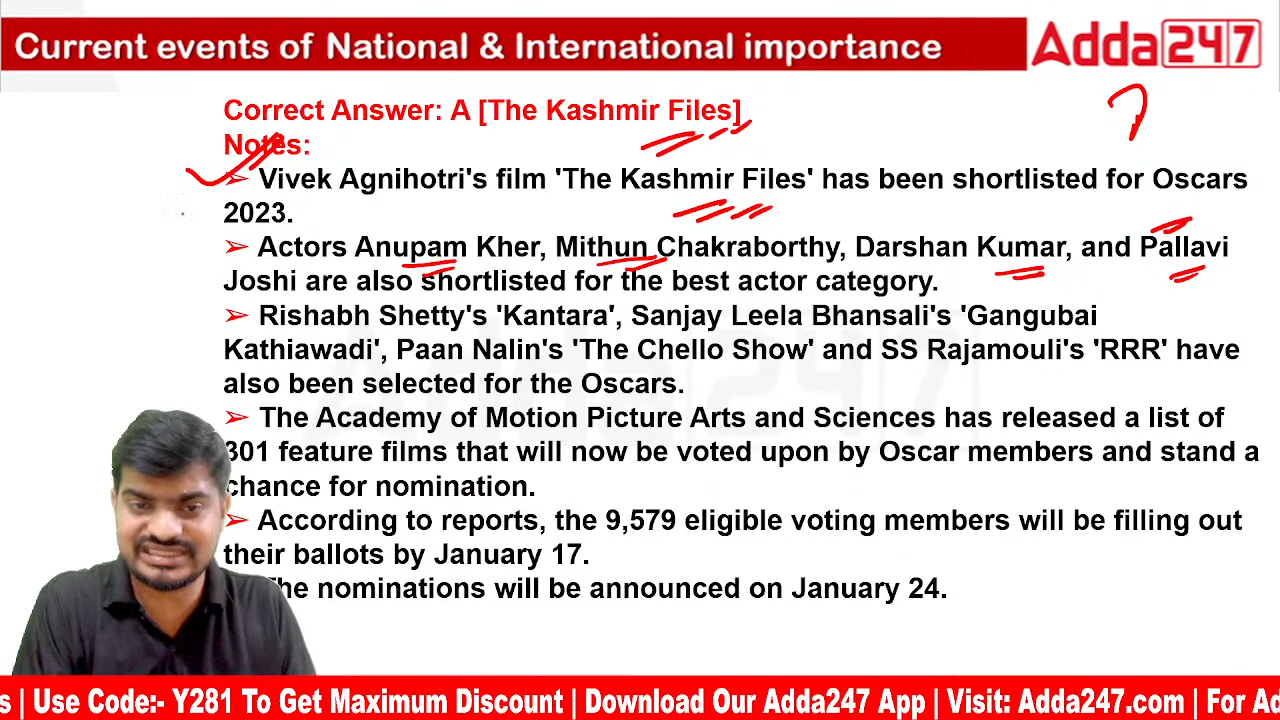 Current events of National & International importance
Adda247
Correct Answer: A [The Kashmir Files]
Notes:
➢ Vivek Agnihotri's film 'The Kashmir Files' has been shortlisted for Oscars
2023.
➢ Actors Anupam Kher, Mithun Chakraborthy, Darshan Kumar, and Pallavi
Joshi are also shortlisted for the best actor category.
➢ Rishabh Shetty's 'Kantara', Sanjay Leela Bhansali's 'Gangubai
Kathiawadi', Paan Nalin's 'The Chello Show' and SS Rajamouli's 'RRR' have
also been selected for the Oscars.
➢ The Academy of Motion Picture Arts and Sciences has released a list of
301 feature films that will now be voted upon by Oscar members and stand a
chance for nomination.
➢ According to reports, the 9,579 eligible voting members will be filling out
their ballots by January 17.
The nominations will be announced on January 24.
s | Use Code:- Y281 To Get Maximum Discount | Download Our Adda247 App | Visit: Adda247.com | For Ad